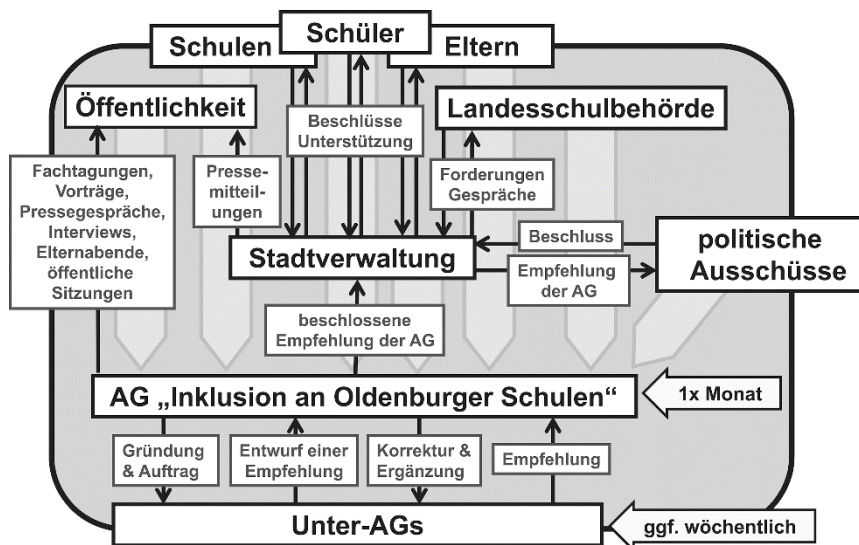 Schulen
Schüler
Eltern
Öffentlichkeit
Landesschulbehörde
Beschlüsse
Unterstützung
Fachtagungen,
Vorträge,
Pressegespräche,
Interviews,
Elternabende,
öffentliche
Sitzungen
Presse-
mitteil-
ungen
Forderungen
Gespräche
Stadtverwaltung
Beschluss
Empfehlung
der AG
politische
Ausschüsse
beschlossene
Empfehlung der AG
AG „Inklusion an Oldenburger Schulen“
1x Monat
Gründung
& Auftrag
Entwurf einer
Empfehlung
Korrektur &
Ergänzung
Empfehlung
Unter-AGs
ggf. wöchentlich